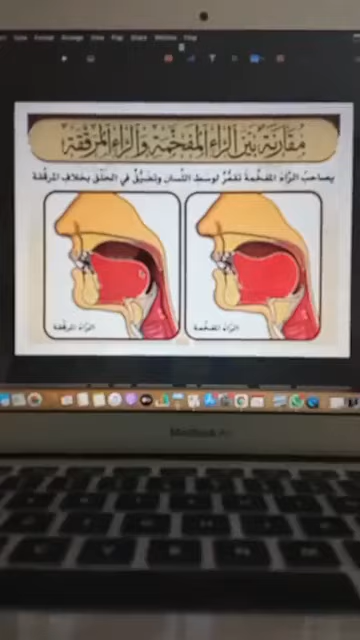 مقارنة بين الراء المفخمة والراء المرققة
يصاحب الراء المفخمة تقعر لوسط اللسان وتضيق في الحلق بخلاف المرققة
الراء المفخمة
الراء المرققة
MacBook Air